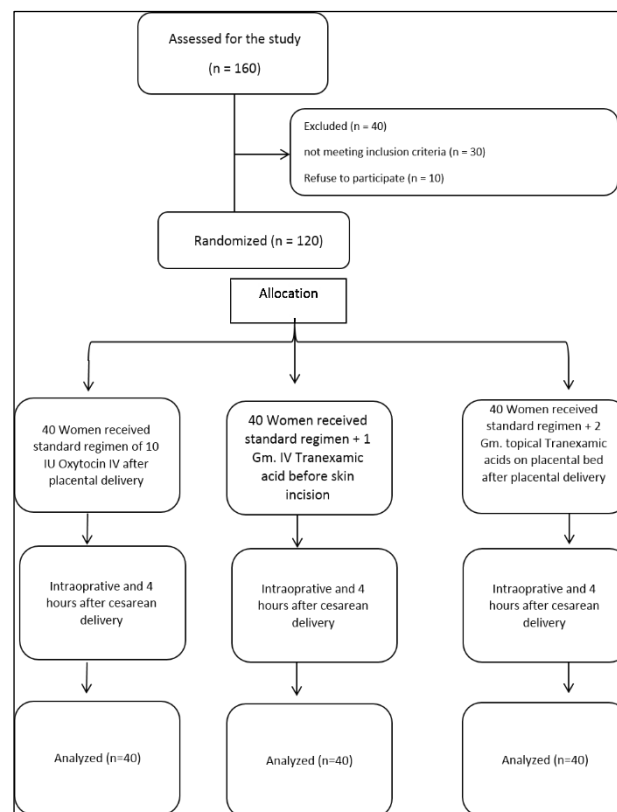 Assessed for the study
(n = 160)
Excluded (n = 40)
not meeting inclusion criteria (n = 30)
Refuse to participate (n = 10)
Randomized (n = 120)
Allocation
40 Women received
standard regimen of 10
IU Oxytocin IV after
placental delivery
40 Women received
standard regimen + 1
Gm. IV Tranexamic
acid before skin
incision
40 Women received
standard regimen + 2
Gm. topical Tranexamic
acids on placental bed
after placental delivery
Intraoprative and 4
hours after cesarean
delivery
Intraoprative and 4
hours after cesarean
delivery
Intraoprative and 4
hours after cesarean
delivery
Analyzed (n=40)
Analyzed (n=40)
Analyzed (n=40)